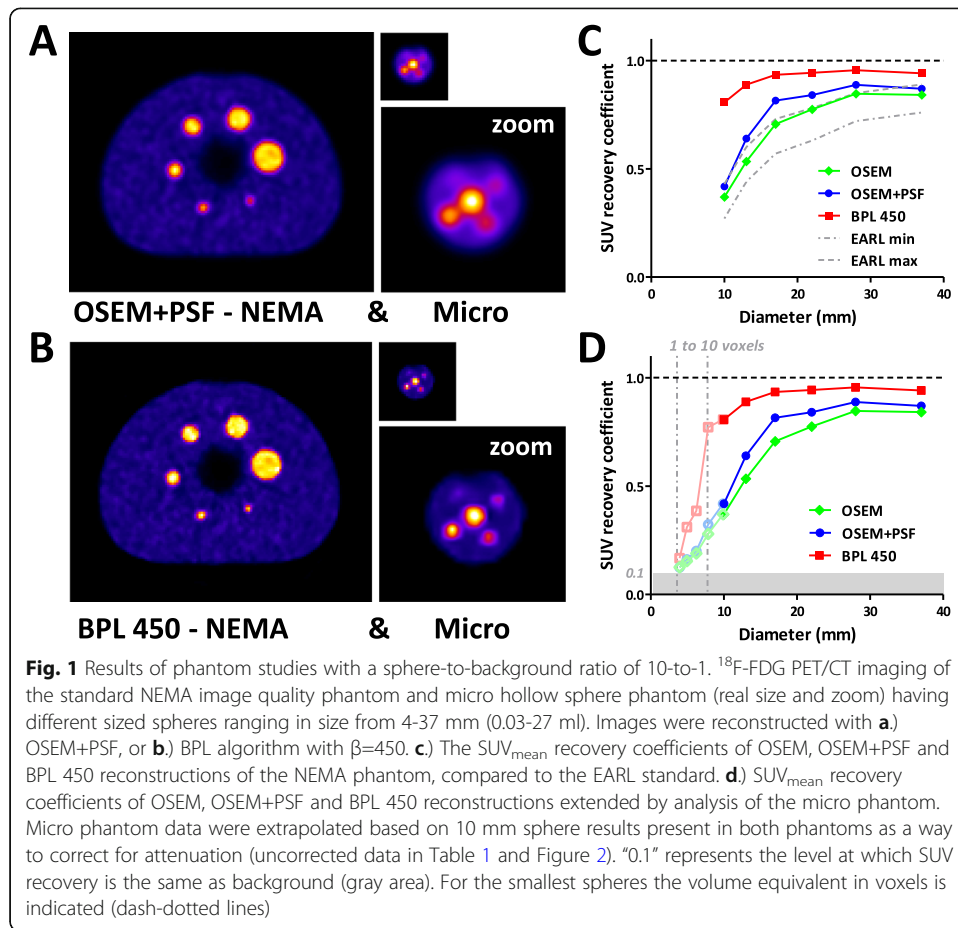 A
zoom
OSEM+PSF - NEMA & Micro
B
zoom
BPL 450 - NEMA & Micro
C
SUV recovery coefficient
1.0
0.5
0.0
0 10 20 30 40
Diameter (mm)
OSEM
OSEM+PSF
BPL 450
EARL min
EARL max
D
1 to 10 voxels
SUV recovery coefficient
1.0
0.5
0.1
0.0
0 10 20 30 40
Diameter (mm)
OSEM
OSEM+PSF
BPL 450
Fig. 1 Results of phantom studies with a sphere-to-background ratio of 10-to-1. ¹⁸F-FDG PET/CT imaging of
the standard NEMA image quality phantom and micro hollow sphere phantom (real size and zoom) having
different sized spheres ranging in size from 4-37 mm (0.03-27 ml). Images were reconstructed with a.)
OSEM+PSF, or b.) BPL algorithm with β=450. c.) The SUVmean recovery coefficients of OSEM, OSEM+PSF and
BPL 450 reconstructions of the NEMA phantom, compared to the EARL standard. d.) SUVmean recovery
coefficients of OSEM, OSEM+PSF and BPL 450 reconstructions extended by analysis of the micro phantom.
Micro phantom data were extrapolated based on 10 mm sphere results present in both phantoms as a way
to correct for attenuation (uncorrected data in Table 1 and Figure 2). “0.1” represents the level at which SUV
recovery is the same as background (gray area). For the smallest spheres the volume equivalent in voxels is
indicated (dash-dotted lines)